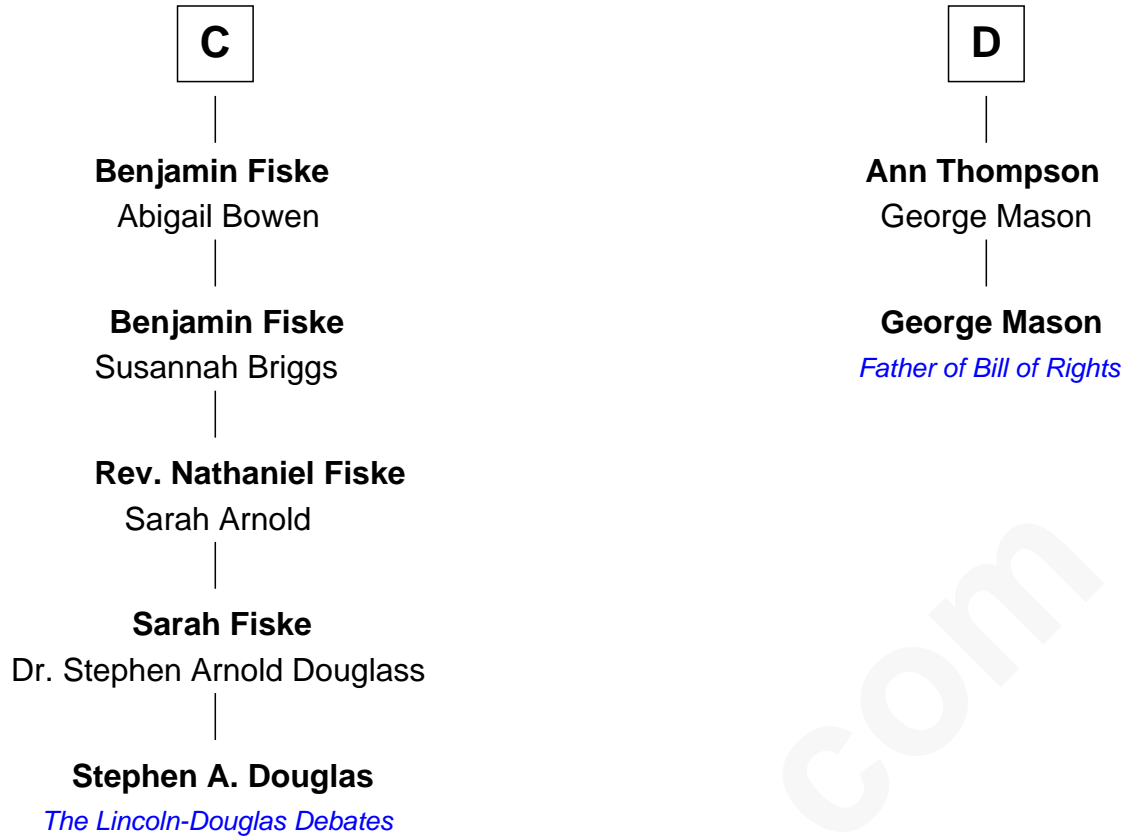 C
Benjamin Fiske
Abigail Bowen
Benjamin Fiske
Susannah Briggs
Rev. Nathaniel Fiske
Sarah Arnold
Sarah Fiske
Dr. Stephen Arnold Douglass
Stephen A. Douglas
The Lincoln-Douglas Debates
D
Ann Thompson
George Mason
George Mason
Father of Bill of Rights
com